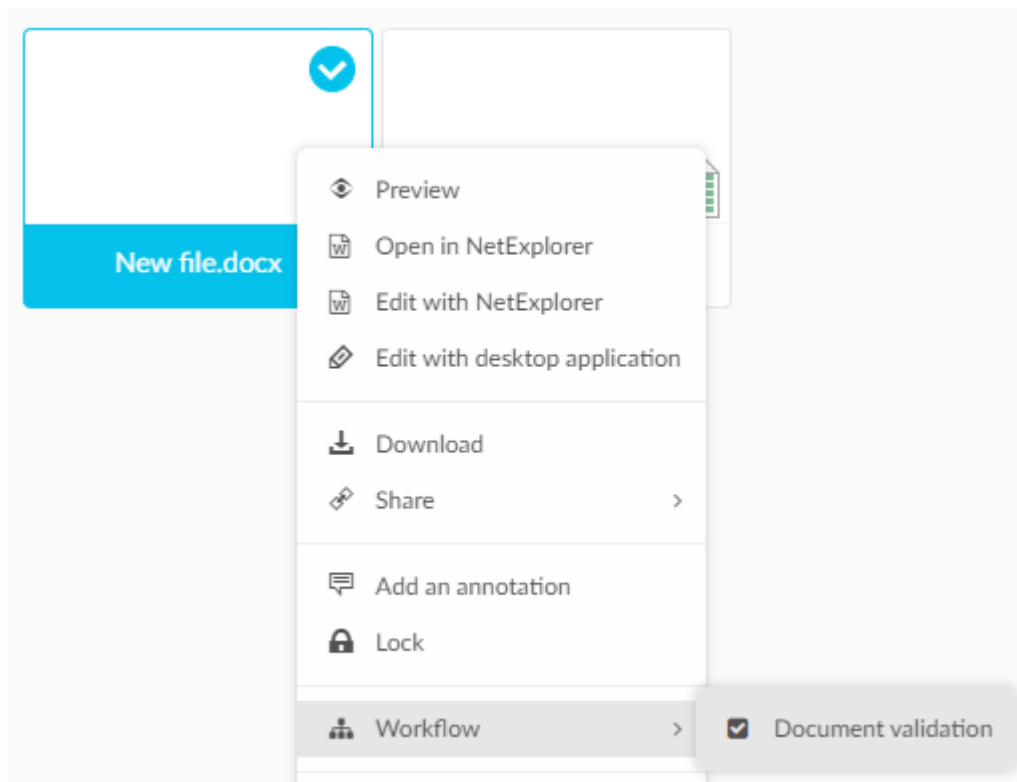 New file.docx
Preview
Open in NetExplorer
Edit with NetExplorer
Edit with desktop application
Download
Share
Add an annotation
Lock
Workflow
Document validation